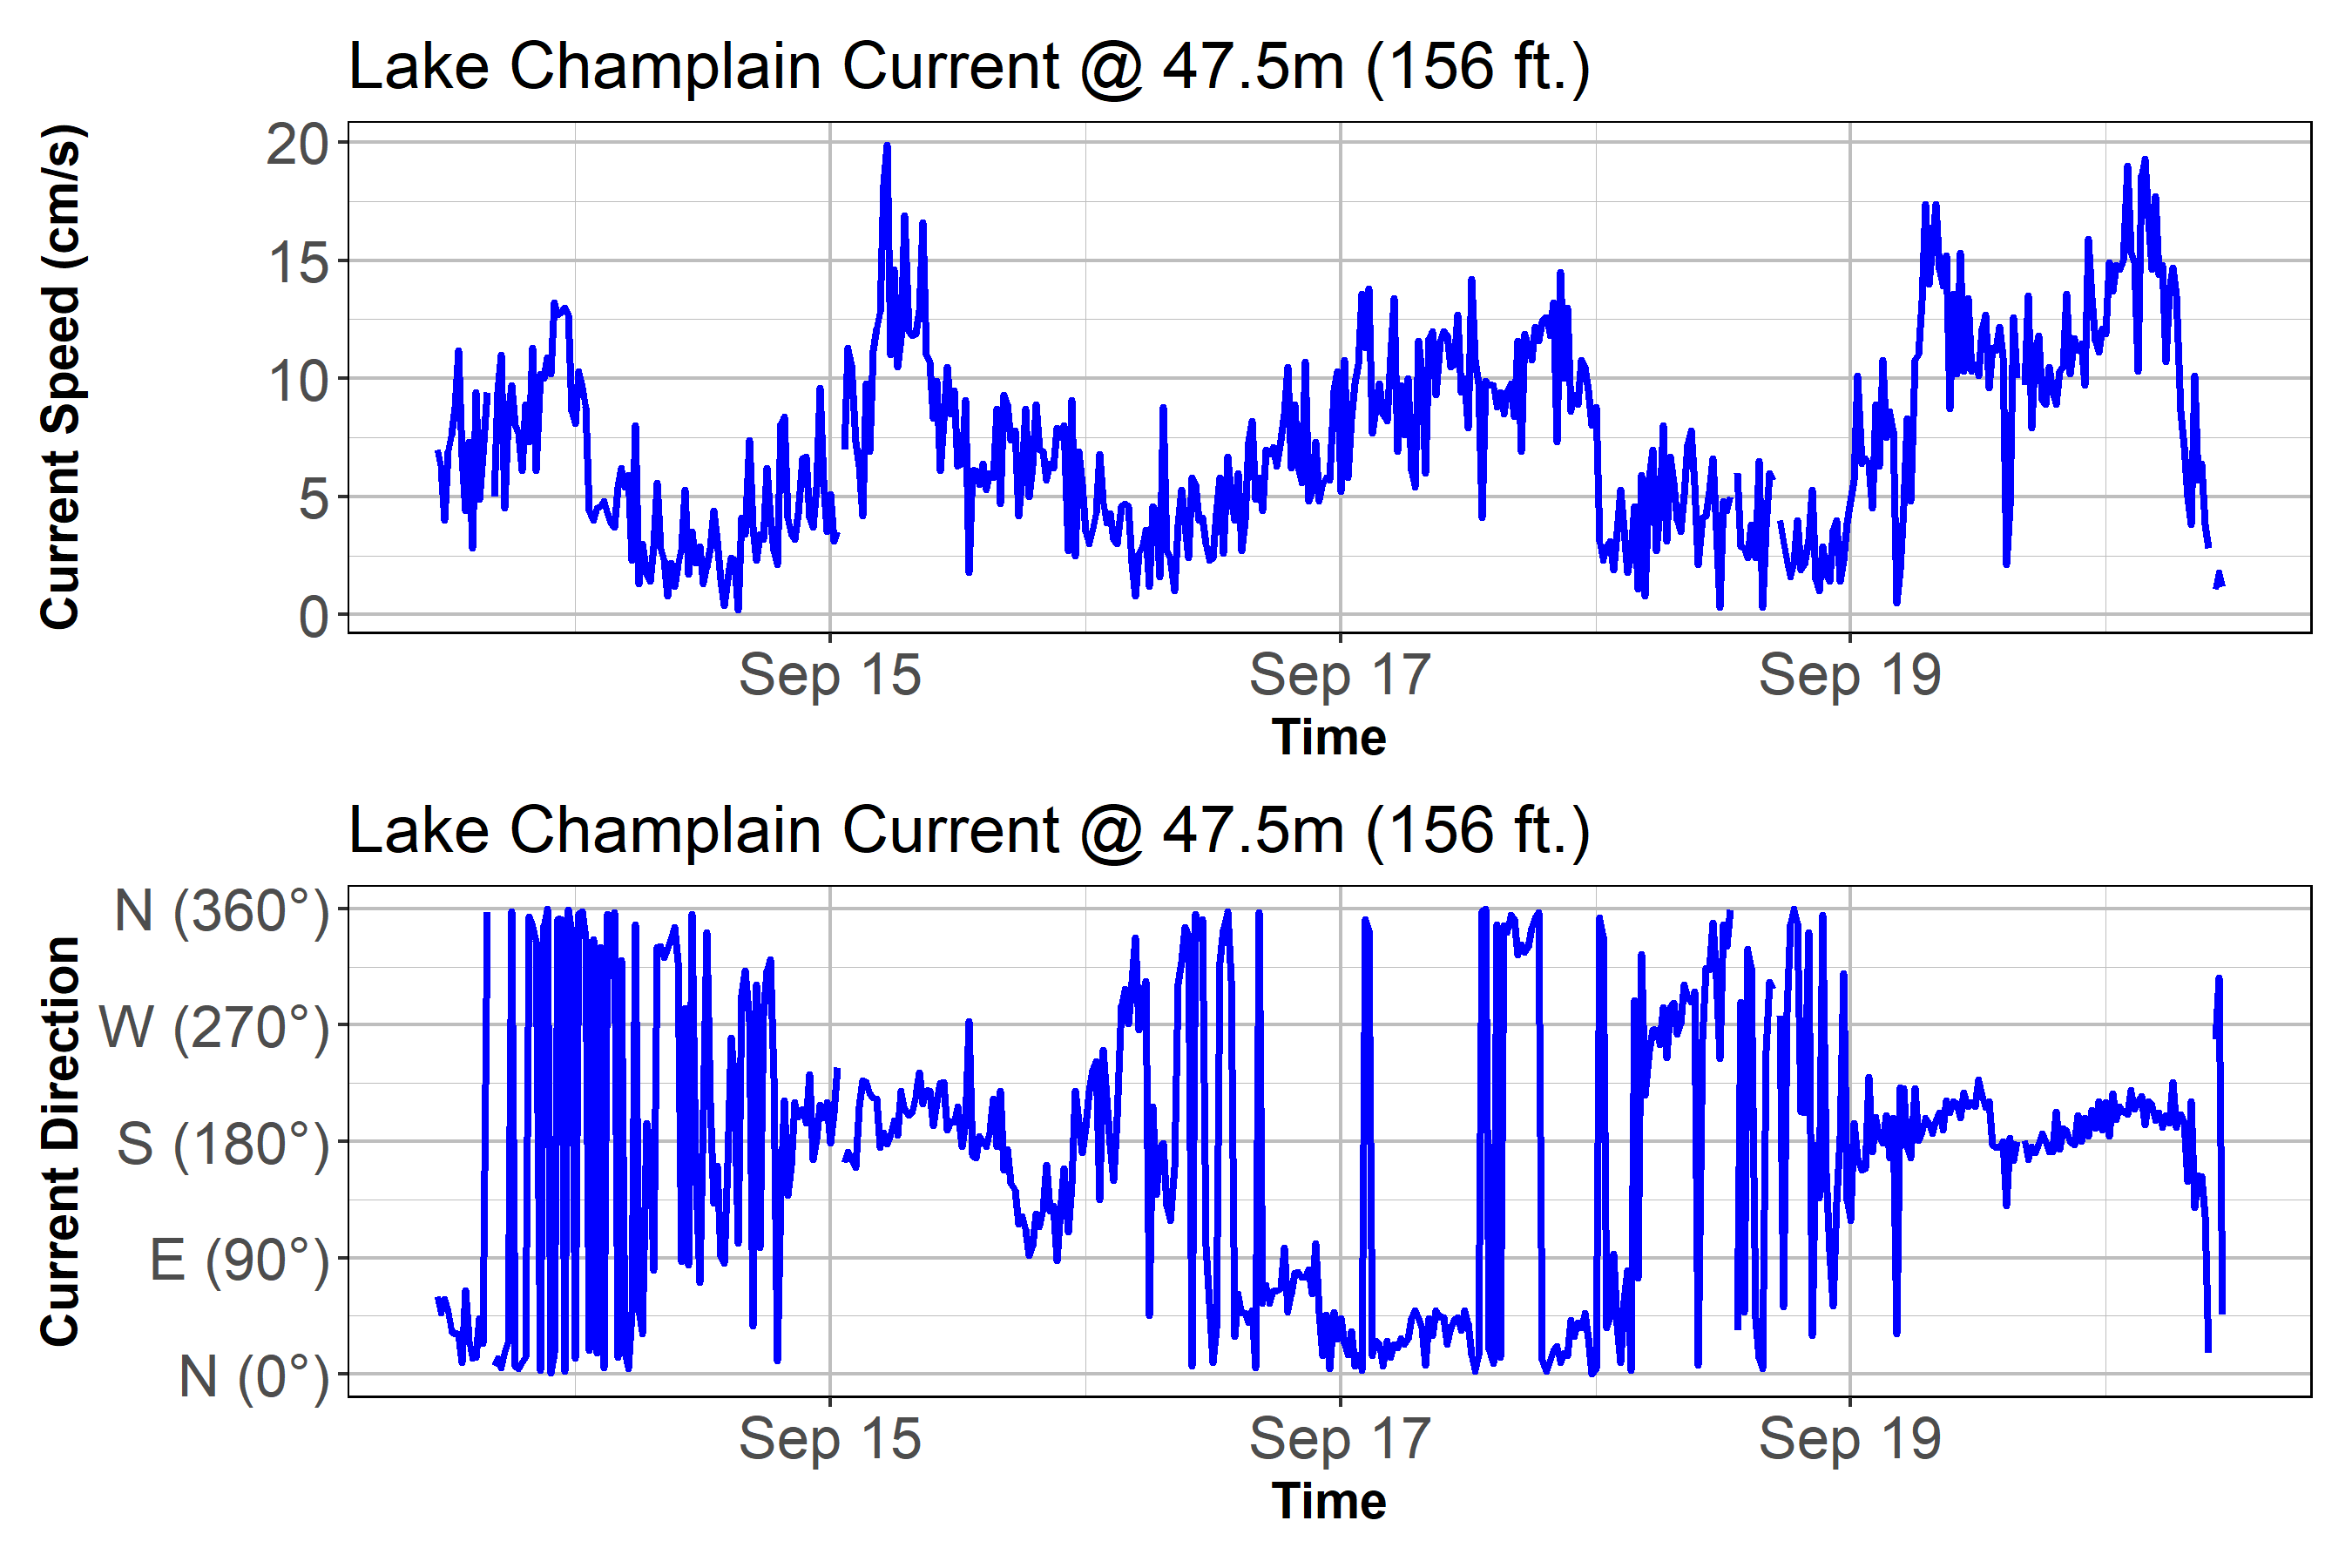 Lake Champlain Current @ 47.5m (156 ft.)
Current Speed (cm/s)
20
15
10
5
0
Sep 15 Sep 17 Sep 19
Time
Lake Champlain Current @ 47.5m (156 ft.)
Current Direction
N (360°)
W (270°)
S (180°)
E (90°)
N (0°)
Sep 15 Sep 17 Sep 19
Time